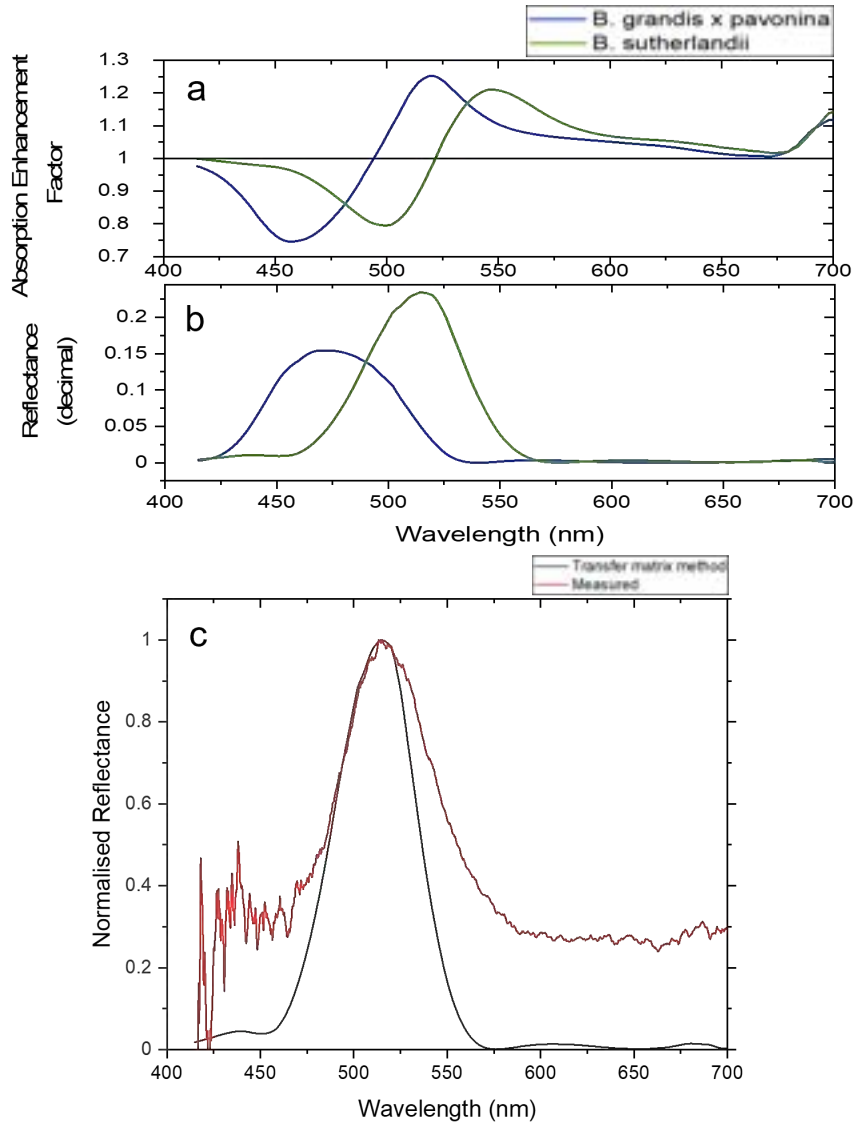 B. grandis x pavonina
B. sutherlandii
a
Absorption Enhancement
Factor
1.3
1.2
1.1
1
0.9
0.8
0.7
400 450 500 550 600 650 700
b
Reflectance
(decimal)
0.2
0.15
0.1
0.05
0
400 450 500 550 600 650 700
Wavelength (nm)
Transfer matrix method
Measured
c
Normalised Reflectance
1
0.8
0.6
0.4
0.2
0
400 450 500 550 600 650 700
Wavelength (nm)